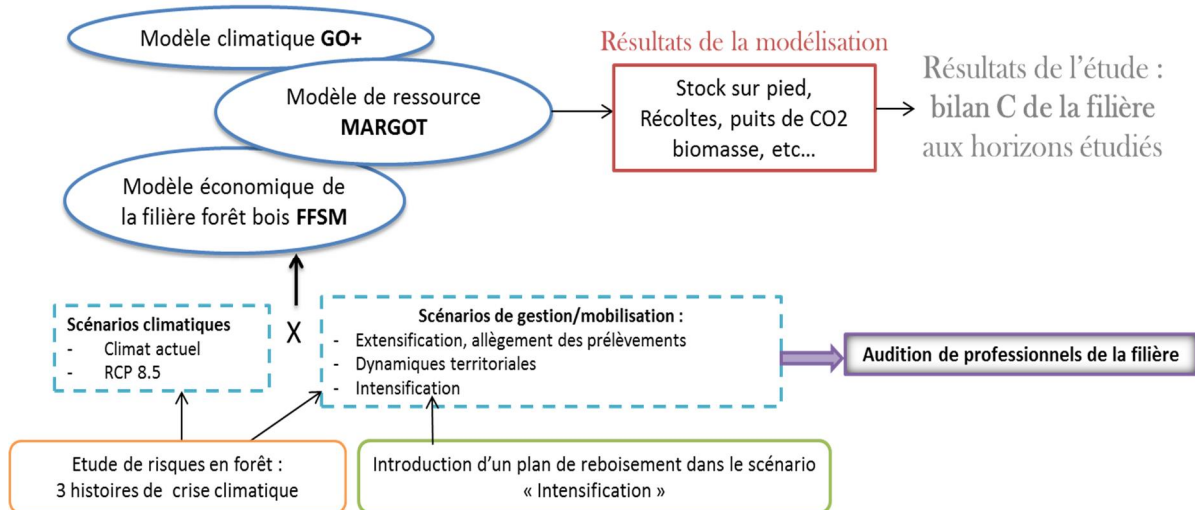 Modèle climatique GO+
Modèle de ressource
MARGOT
Modèle économique de
la filière forêt bois FFSM
Résultats de la modélisation
Stock sur pied,
Récoltes, puits de CO2
biomasse, etc...
Résultats de l'étude :
bilan C de la filière
aux horizons étudiés
Scénarios climatiques
- Climat actuel
- RCP 8.5
X
Scénarios de gestion/mobilisation :
- Extensification, allègement des prélèvements
- Dynamiques territoriales
- Intensification
Audition de professionnels de la filière
Etude de risques en forêt :
3 histoires de crise climatique
Introduction d'un plan de reboisement dans le scénario
« Intensification »